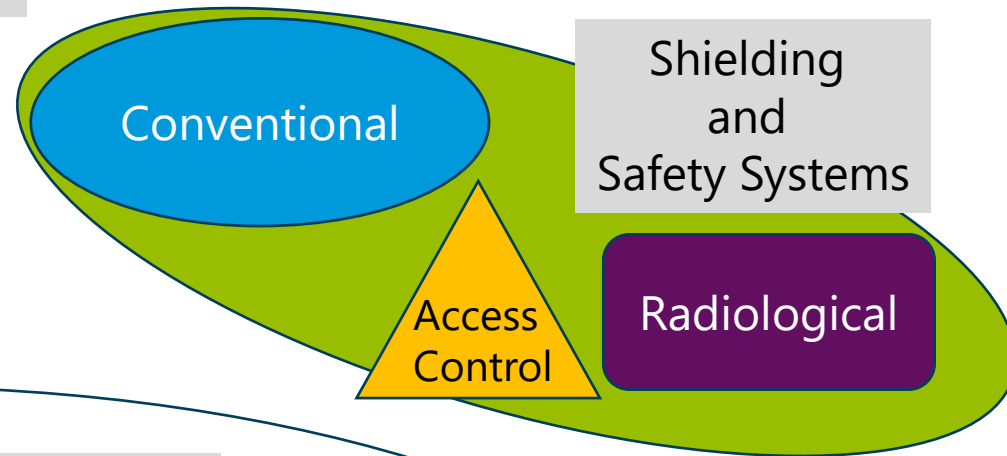 Conventional
Shielding
and
Safety Systems
Access
Control
Radiological